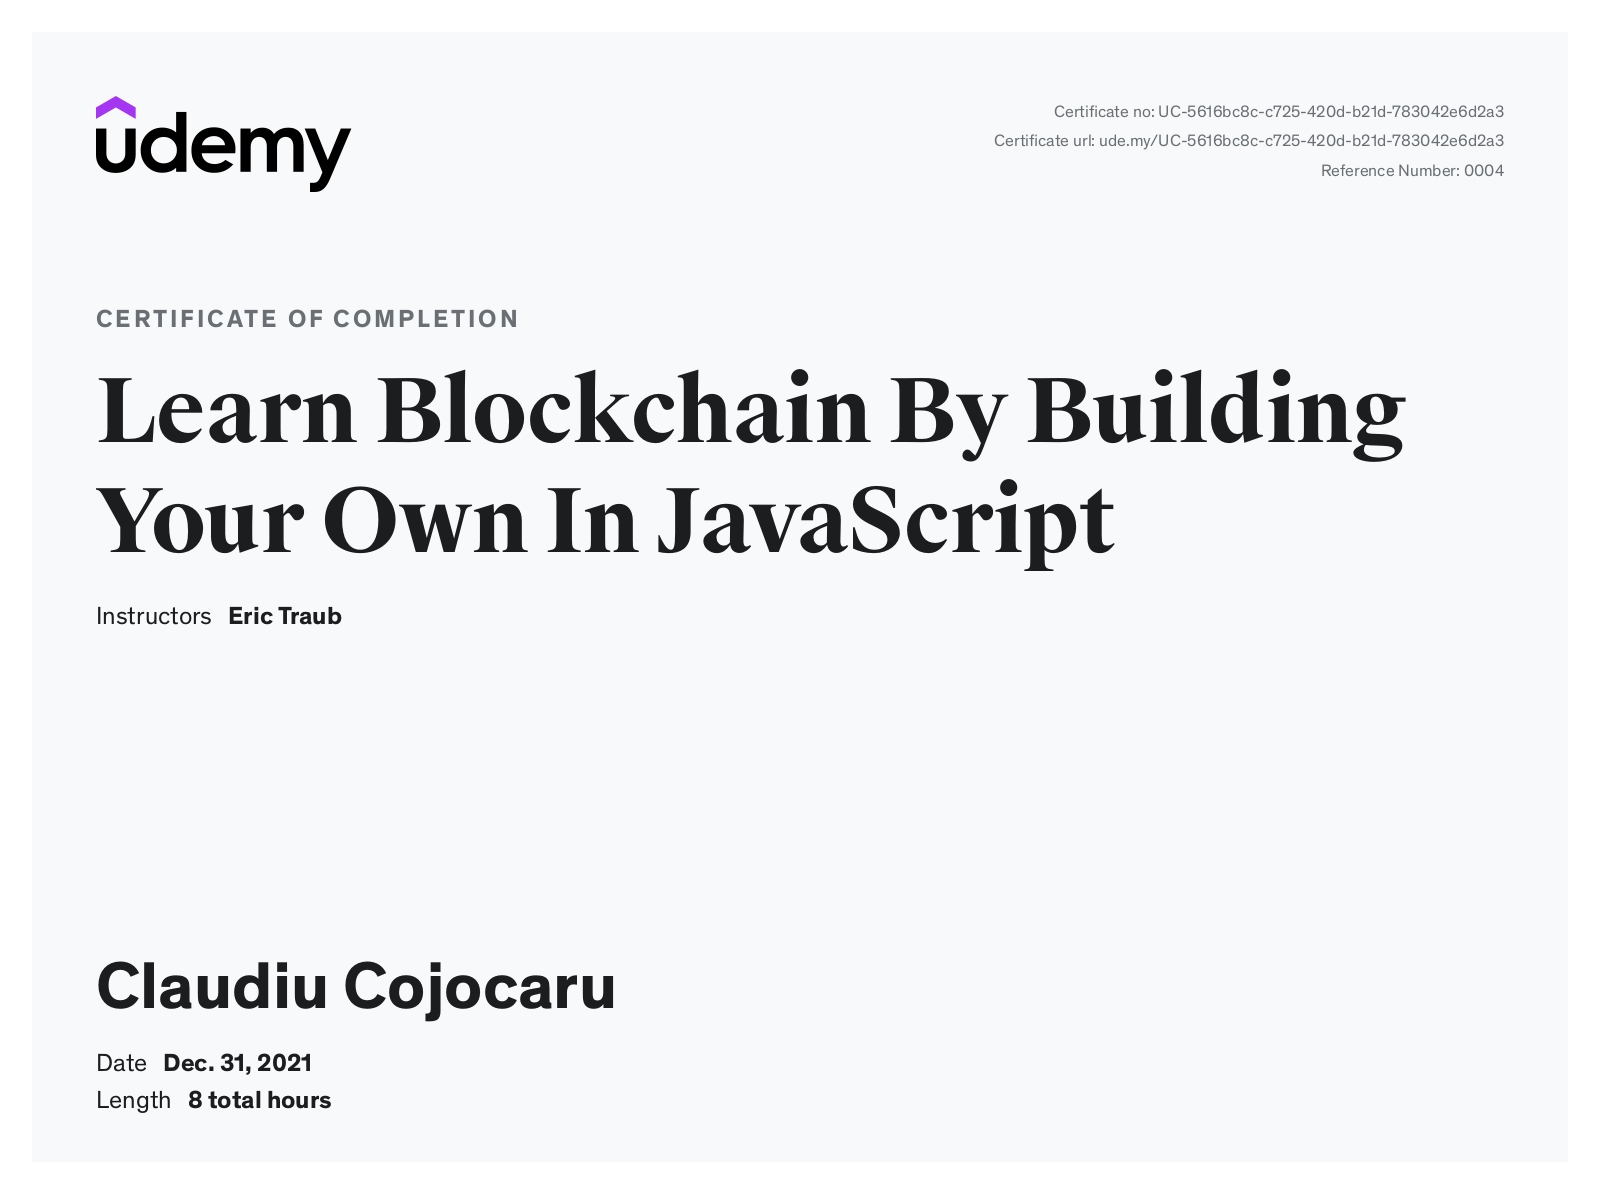 udemy
Certificate no: UC-5616bc8c-c725-420d-b21d-783042e6d2a3
Certificate url: ude.my/UC-5616bc8c-c725-420d-b21d-783042e6d2a3
Reference Number: 0004
CERTIFICATE OF COMPLETION
Learn Blockchain By Building
Your Own In JavaScript
Instructors Eric Traub
Claudiu Cojocaru
Date Dec. 31, 2021
Length 8 total hours